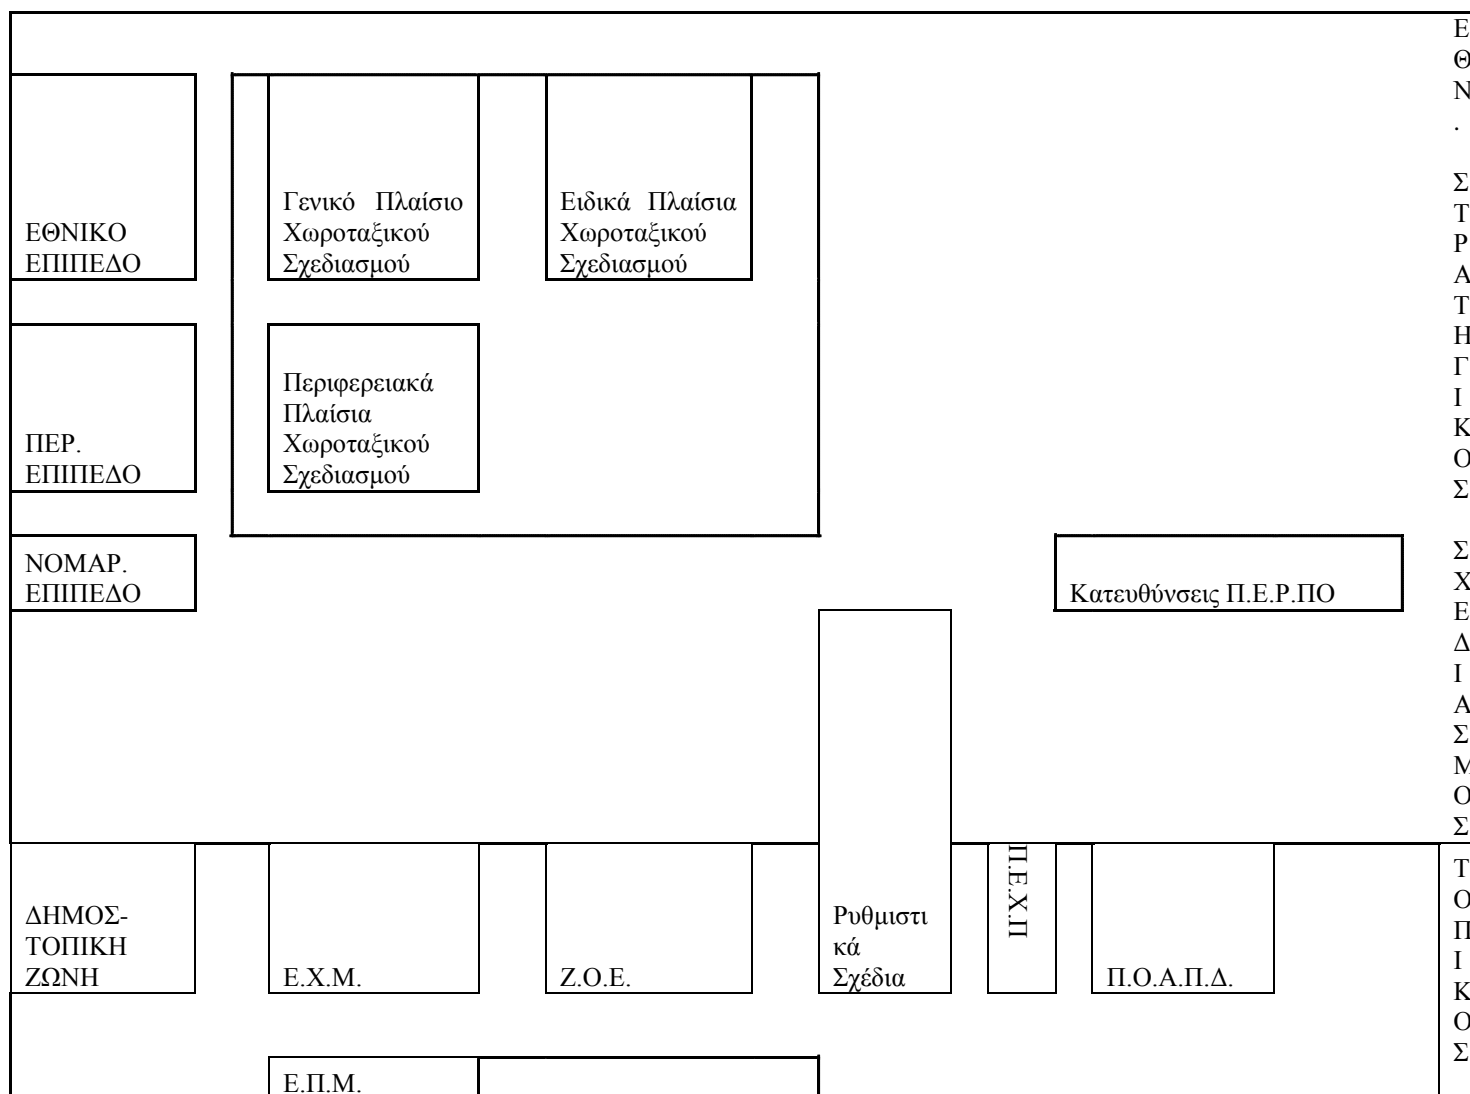 ΕΘΝΙΚΟ
ΕΠΙΠΕΔΟ
Γενικό Πλαίσιο
Χωροταξικού
Σχεδιασμού
Ειδικά Πλαίσια
Χωροταξικού
Σχεδιασμού
ΠΕΡ.
ΕΠΙΠΕΔΟ
Περιφερειακά
Πλαίσια
Χωροταξικού
Σχεδιασμού
ΝΟΜΑΡ.
ΕΠΙΠΕΔΟ
Κατευθύνσεις Π.Ε.Ρ.ΠΟ
ΕΘΝ. ΣΤΡΑΤΗΓΙΚΟΣ ΣΧΕΔΙΑΣΜΟΣ
ΔΗΜΟΣ-
ΤΟΠΙΚΗ
ΖΩΝΗ
Ε.Χ.Μ.
Ζ.Ο.Ε.
Ρυθμιστι
κά
Σχέδια
Π.Ε.Χ.Π
Π.Ο.Α.Π.Δ.
ΤΟΠΙΚΟΣ
Ε.Π.Μ.